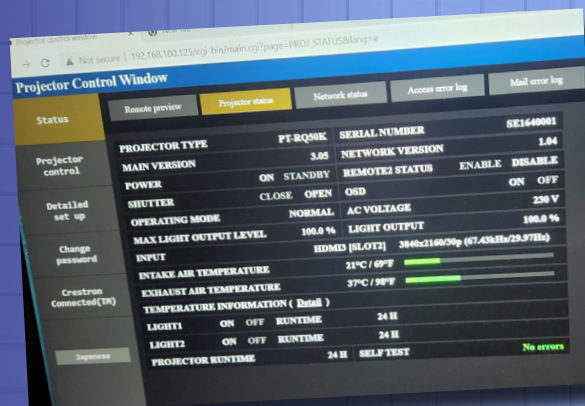 Projector control window
New Tab
Not secure | 192.168.100.125/cgi-bin/main.cgi?page=PROJ_STATUS&lang=e
Projector Control Window
Status
Remote preview
Projector status
Network status
Access error log
Mail error log
Projector control
Detailed set up
Change password
Crestron Connected(TM)
Japanese
PROJECTOR TYPE PT-RQ50K SERIAL NUMBER SE1640001
MAIN VERSION 3.05 NETWORK VERSION 1.04
POWER ON STANDBY REMOTE2 STATUS ENABLE DISABLE
SHUTTER CLOSE OPEN OSD ON OFF
OPERATING MODE NORMAL AC VOLTAGE 230 V
MAX LIGHT OUTPUT LEVEL 100.0 % LIGHT OUTPUT 100.0 %
INPUT HDMI3 [SLOT2] 3840x2160/30p (67.43kHz/29.97Hz)
INTAKE AIR TEMPERATURE 21°C / 69°F
EXHAUST AIR TEMPERATURE 37°C / 98°F
TEMPERATURE INFORMATION ( Detail )
LIGHT1 ON OFF RUNTIME 24 H
LIGHT2 ON OFF RUNTIME 24 H
PROJECTOR RUNTIME 24 H SELF TEST No errors